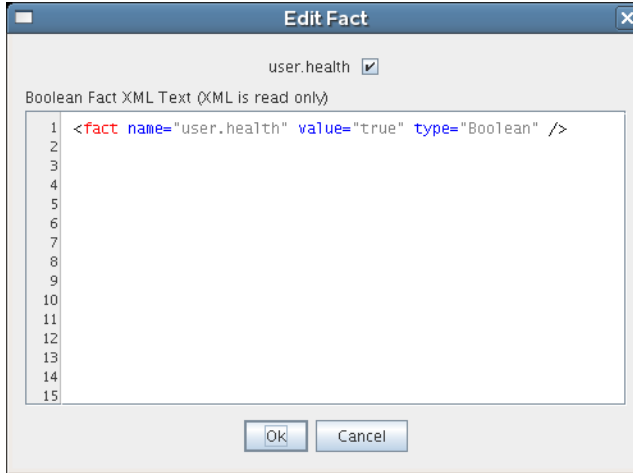 Edit Fact
user.health
Boolean Fact XML Text (XML is read only)
1 <fact name="user.health" value="true" type="Boolean" />
2
3
4
5
6
7
8
9
10
11
12
13
14
15
Ok Cancel